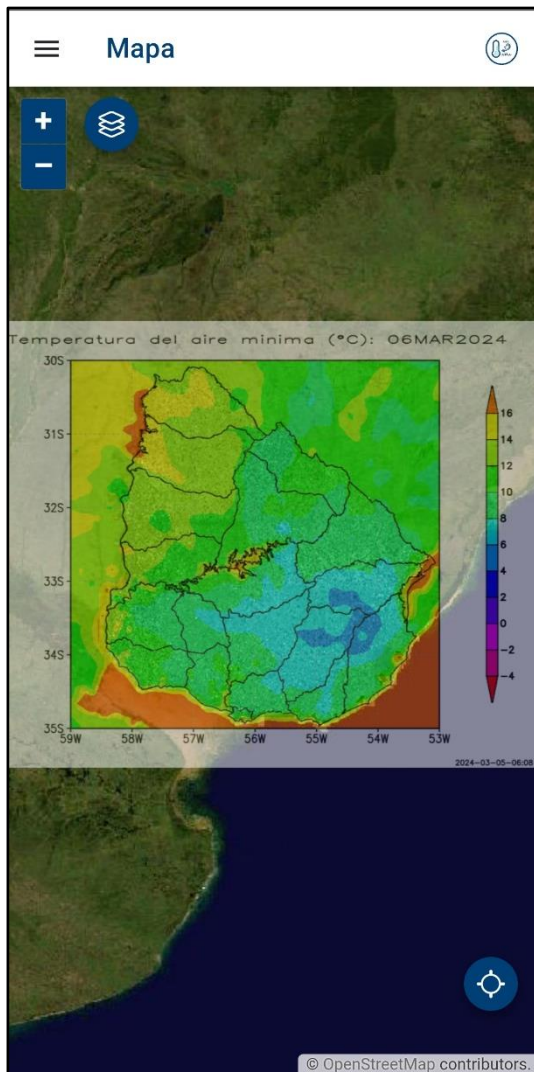 Mapa
+
−
Temperatura del aire minima (°C): 06MAR2024
30S
31S
32S
33S
34S
35S
59W 58W 57W 56W 55W 54W 53W
16
14
12
10
8
6
4
2
0
−2
−4
2024−03−05−06:08
© OpenStreetMap contributors.